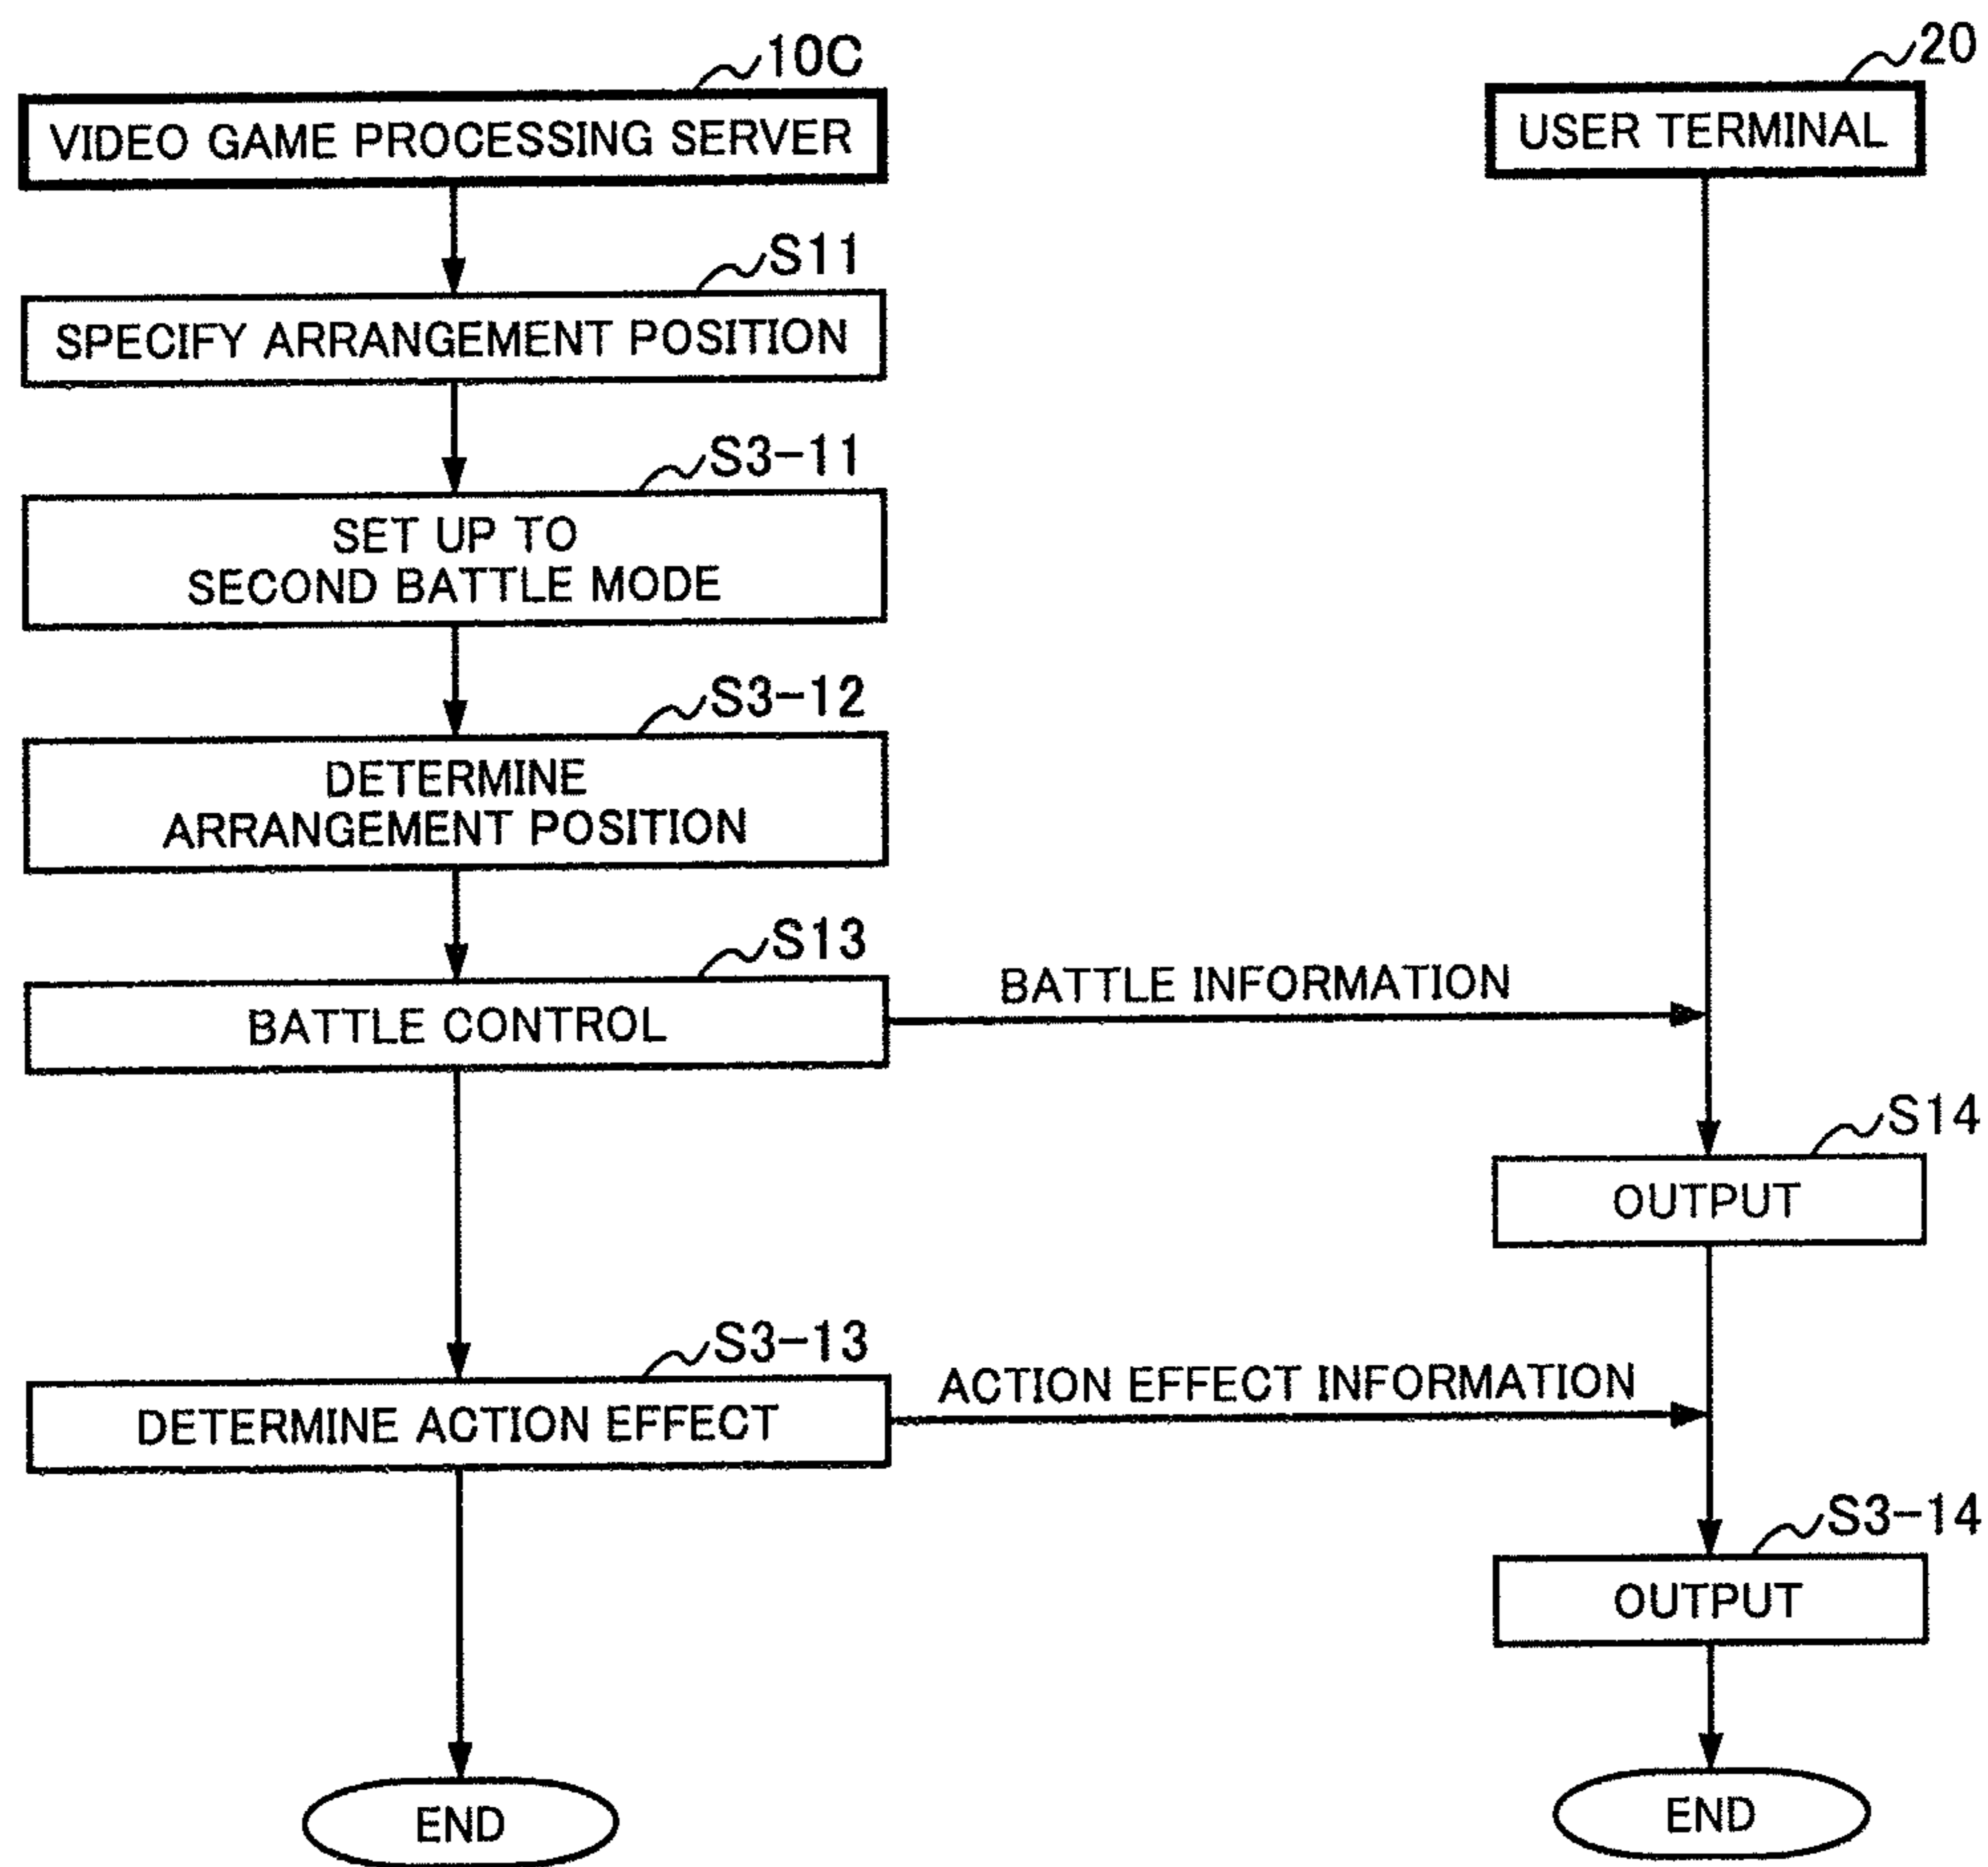 10C
20
VIDEO GAME PROCESSING SERVER
USER TERMINAL
S11
SPECIFY ARRANGEMENT POSITION
S3-11
SET UP TO
SECOND BATTLE MODE
S3-12
DETERMINE
ARRANGEMENT POSITION
S13
BATTLE CONTROL
BATTLE INFORMATION
S14
OUTPUT
S3-13
DETERMINE ACTION EFFECT
ACTION EFFECT INFORMATION
S3-14
OUTPUT
END
END